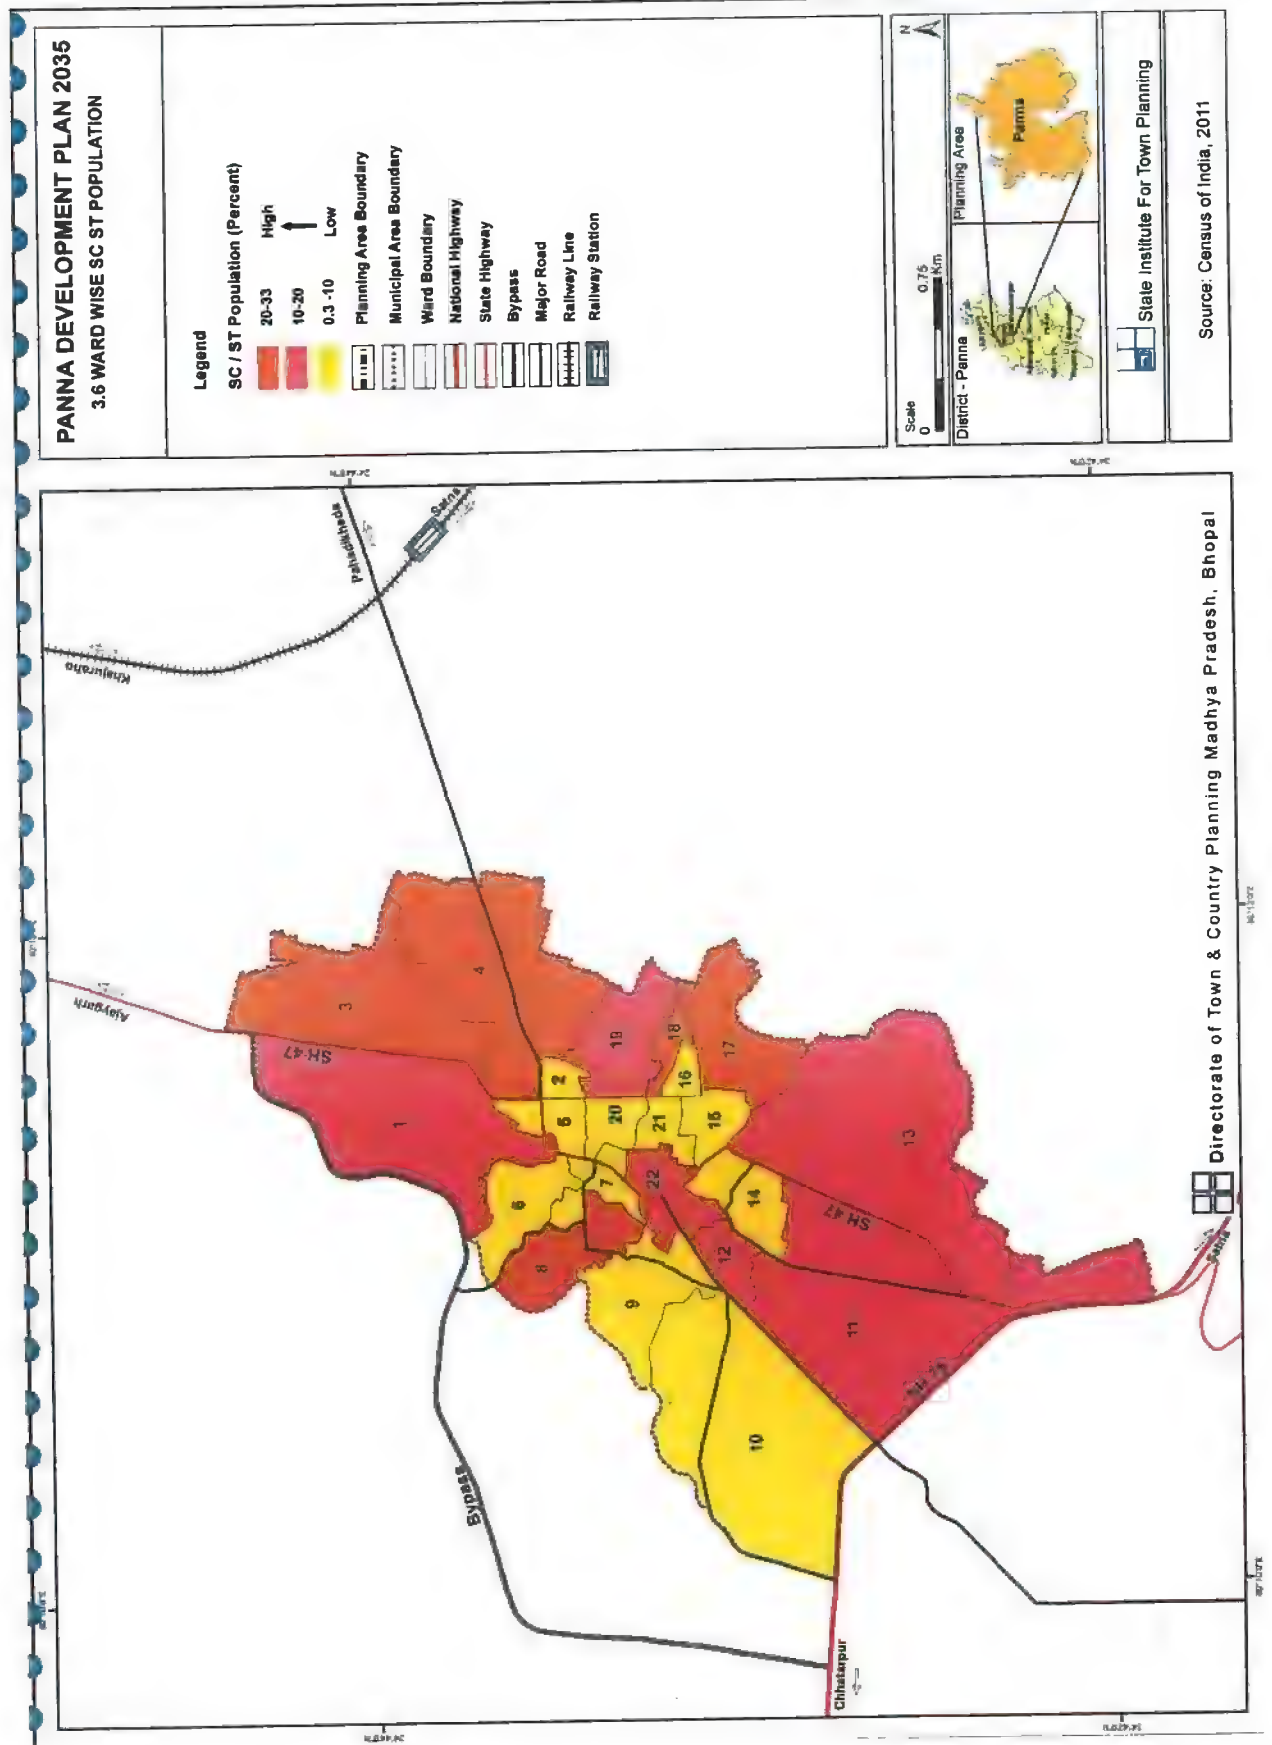 PANNA DEVELOPMENT PLAN 2035
3.6 WARD WISE SC ST POPULATION
Legend
SC / ST Population (Percent)
20-33
High
10-20
0.3 -10
Low
Planning Area Boundary
Municipal Area Boundary
Ward Boundary
National Highway
State Highway
Bypass
Major Road
Railway Line
Railway Station
N
Scale
0
0.75
Km
District - Panna
Planning Area
Panna
State Institute For Town Planning
Source: Census of India, 2011
Khajuraho
Pahadikheda
Satna
Ajaygarh
SH-47
3
4
1
2
5
19
18
20
16
17
21
15
6
7
22
8
14
13
12
9
SH 47
11
10
Bypass
Chhatarpur
Satna
Directorate of Town & Country Planning Madhya Pradesh, Bhopal